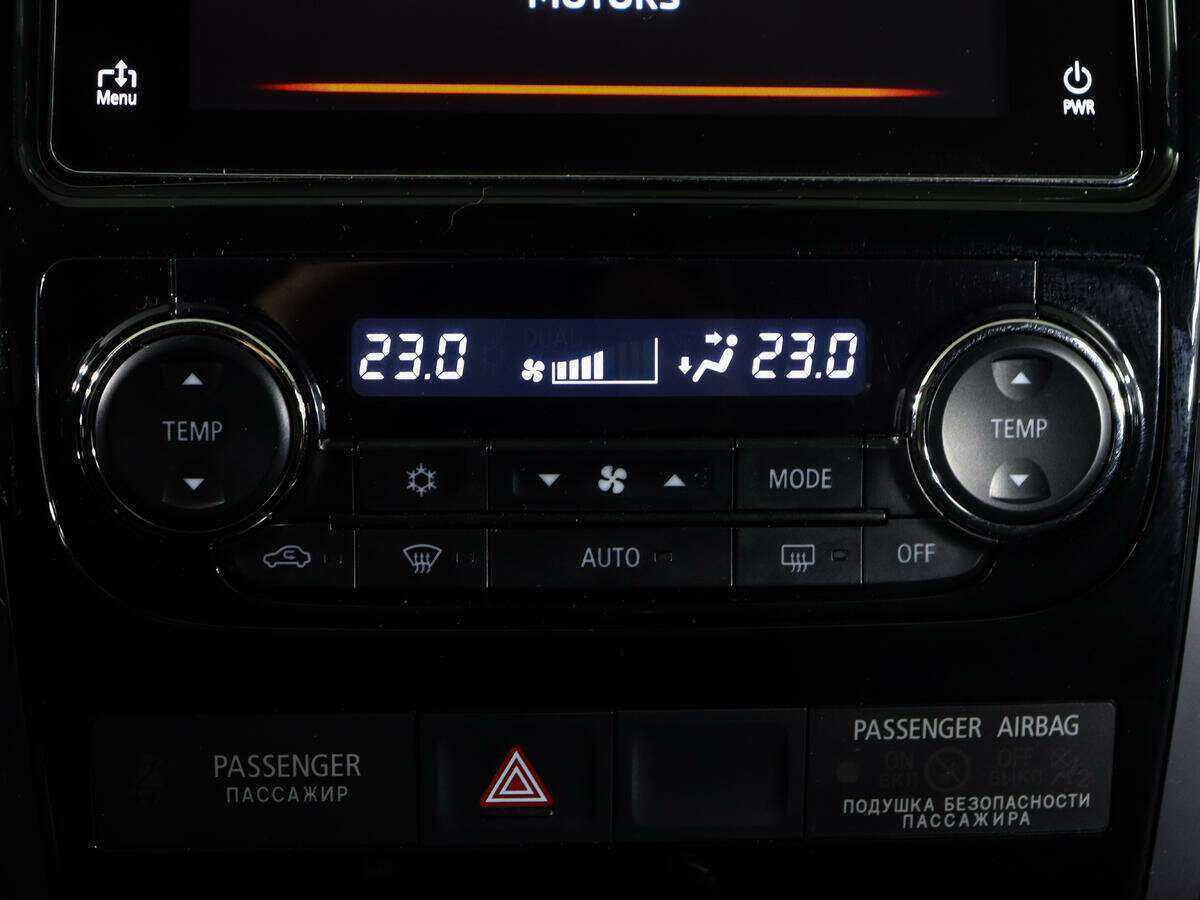 MOTORS
Menu
PWR
DUAL
23.0
23.0
TEMP
TEMP
MODE
AUTO
OFF
PASSENGER
ПАССАЖИР
PASSENGER AIRBAG
ON OFF
ВКЛ ВЫКЛ
ПОДУШКА БЕЗОПАСНОСТИ
ПАССАЖИРА